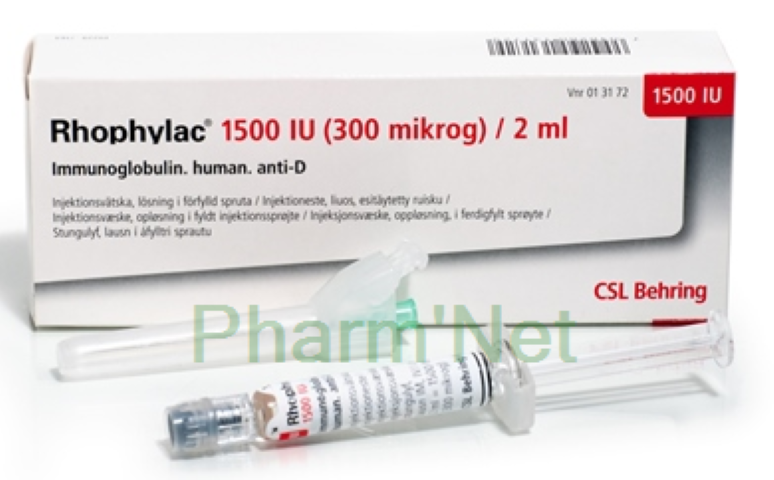 Vnr 01 31 72
1500 IU
Rhophylac® 1500 IU (300 mikrog) / 2 ml
Immunoglobulin. human. anti-D
Injektionsvätska, lösning i förfylld spruta / Injektioneste, liuos, esitäytetty ruisku /
Injektionsvæske, opløsning i fyldt injektionssprøjte / Injeksjonsvæske, oppløsning, i ferdigfylt sprøyte /
Stungulyf, lausn í áfylltri sprautu
CSL Behring
Pharm'Net
Rhophy
1500 IU
CSL Behring